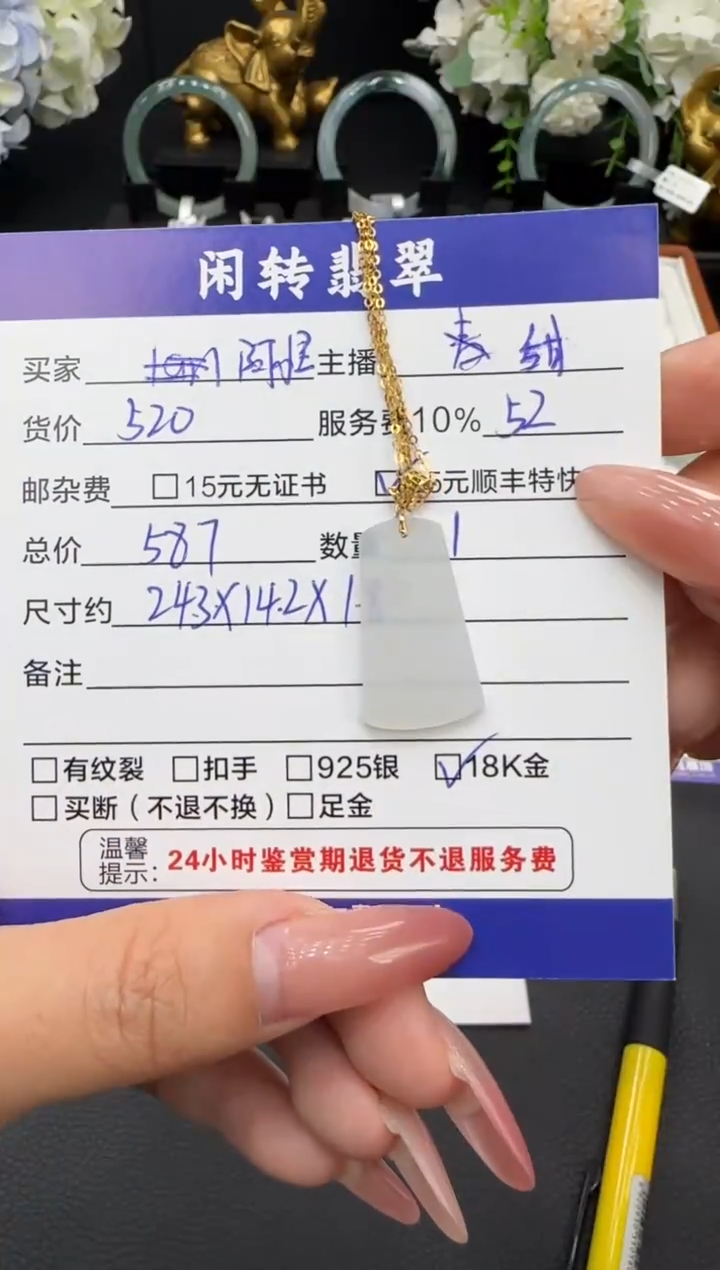 闲转翡翠
买家 阿 主播 春
货价 520 服务费10% 52
邮杂费 □15元无证书 ☑5元顺丰特快
总价 587 数量 1
尺寸约 243X14.2X1
备注
□有纹裂 □扣手 □925银 ☑18K金
□买断(不退不换)□足金
温馨提示: 24小时鉴赏期退货不退服务费